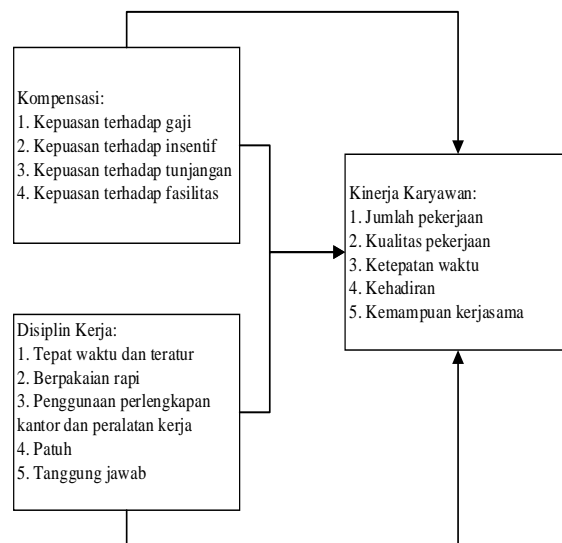 Kompensasi:
1. Kepuasan terhadap gaji
2. Kepuasan terhadap insentif
3. Kepuasan terhadap tunjangan
4. Kepuasan terhadap fasilitas
Kinerja Karyawan:
1. Jumlah pekerjaan
2. Kualitas pekerjaan
3. Ketepatan waktu
4. Kehadiran
5. Kemampuan kerjasama
Disiplin Kerja:
1. Tepat waktu dan teratur
2. Berpakaian rapi
3. Penggunaan perlengkapan
kantor dan peralatan kerja
4. Patuh
5. Tanggung jawab